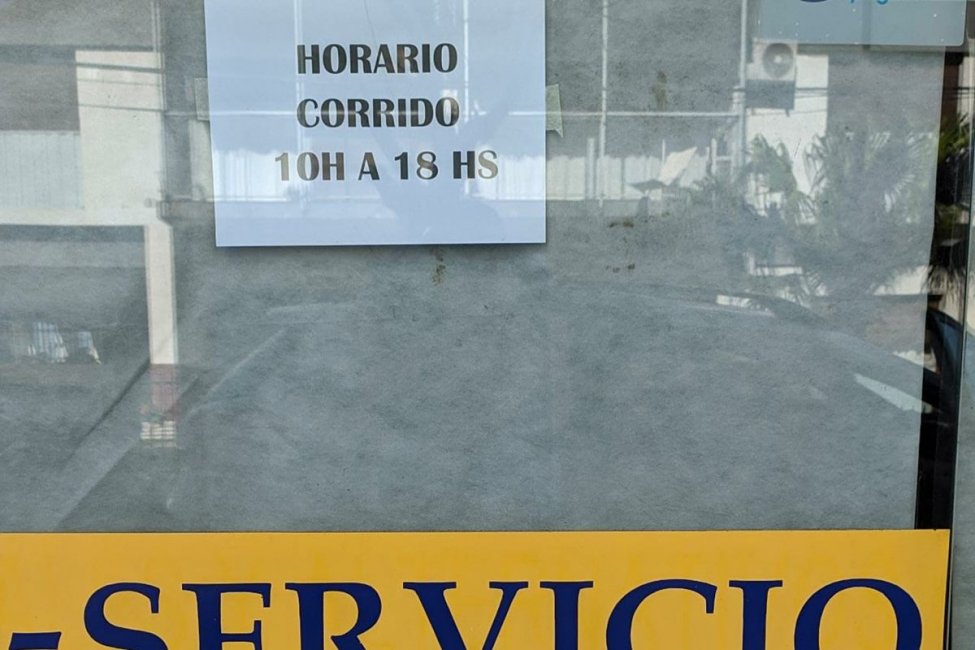 HORARIO
CORRIDO
10H A 18 HS
-SERVICIO